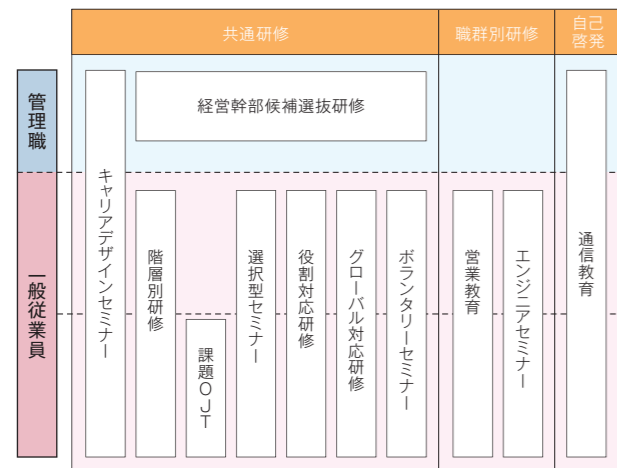 共通研修
職群別研修
自己
啓発
管理職
一般従業員
キャリアデザインセミナー
経営幹部候補選抜研修
階層別研修
課題OJT
選択型セミナー
役割対応研修
グローバル対応研修
ボランタリーセミナー
営業教育
エンジニアセミナー
通信教育